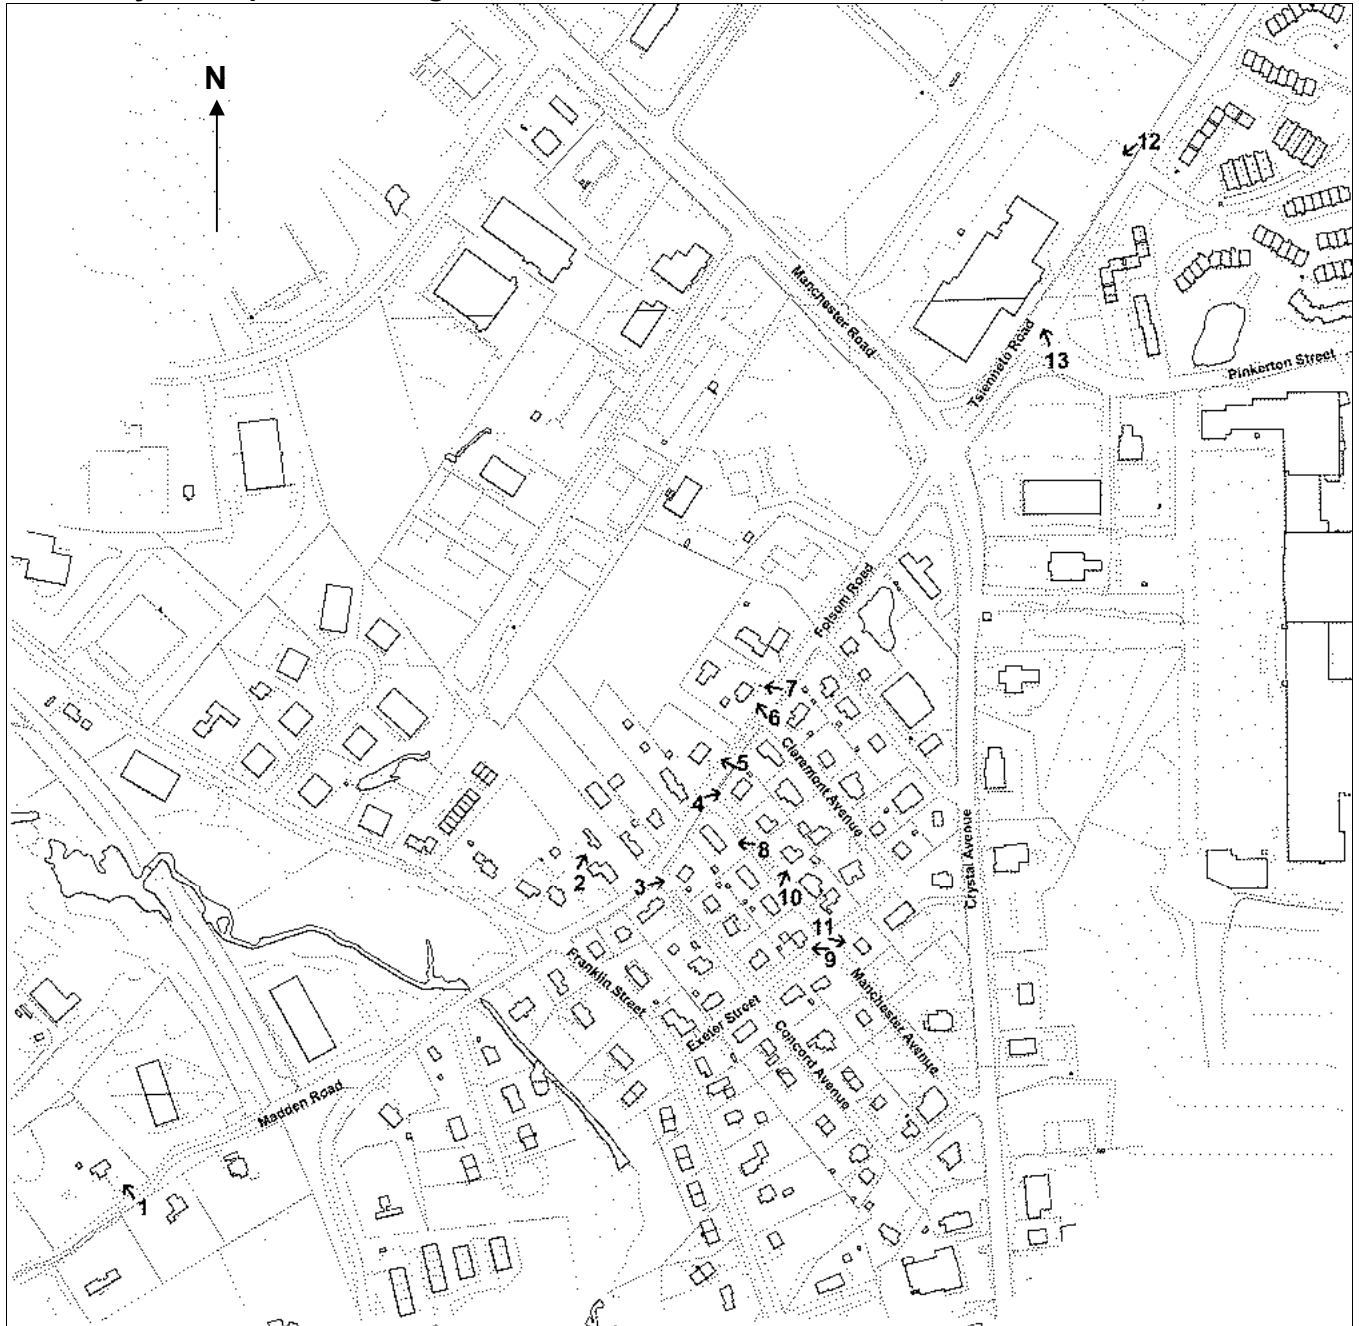 N
12
Manchester Road
Tsienneto Road
13
Pinkerton Street
Folsom Road
7
6
5
Claremont Avenue
4
8
2
3
10
Crystal Avenue
11
9
Franklin Street
Manchester Avenue
Exeter Street
Concord Avenue
Madden Road
1